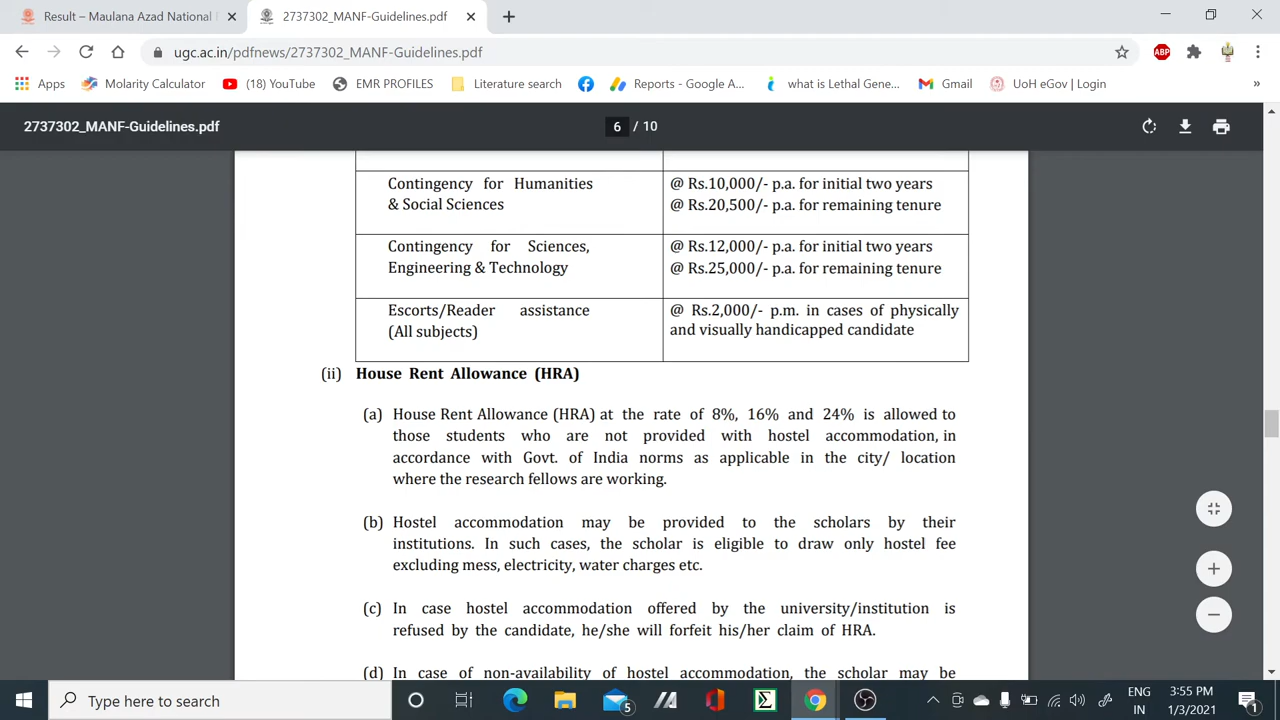 Result – Maulana Azad National
2737302_MANF-Guidelines.pdf
ugc.ac.in/pdfnews/2737302_MANF-Guidelines.pdf
ABP
Apps
Molarity Calculator
(18) YouTube
EMR PROFILES
Literature search
Reports - Google A...
what is Lethal Gene...
Gmail
UoH eGov | Login
»
2737302_MANF-Guidelines.pdf
6 / 10
Contingency for Humanities
& Social Sciences
@ Rs.10,000/- p.a. for initial two years
@ Rs.20,500/- p.a. for remaining tenure
Contingency for Sciences,
Engineering & Technology
@ Rs.12,000/- p.a. for initial two years
@ Rs.25,000/- p.a. for remaining tenure
Escorts/Reader assistance
(All subjects)
@ Rs.2,000/- p.m. in cases of physically
and visually handicapped candidate
(ii) House Rent Allowance (HRA)
(a) House Rent Allowance (HRA) at the rate of 8%, 16% and 24% is allowed to
those students who are not provided with hostel accommodation, in
accordance with Govt. of India norms as applicable in the city/ location
where the research fellows are working.
(b) Hostel accommodation may be provided to the scholars by their
institutions. In such cases, the scholar is eligible to draw only hostel fee
excluding mess, electricity, water charges etc.
(c) In case hostel accommodation offered by the university/institution is
refused by the candidate, he/she will forfeit his/her claim of HRA.
(d) In case of non-availability of hostel accommodation, the scholar may be
Type here to search
5
ENG
IN
3:55 PM
1/3/2021
1